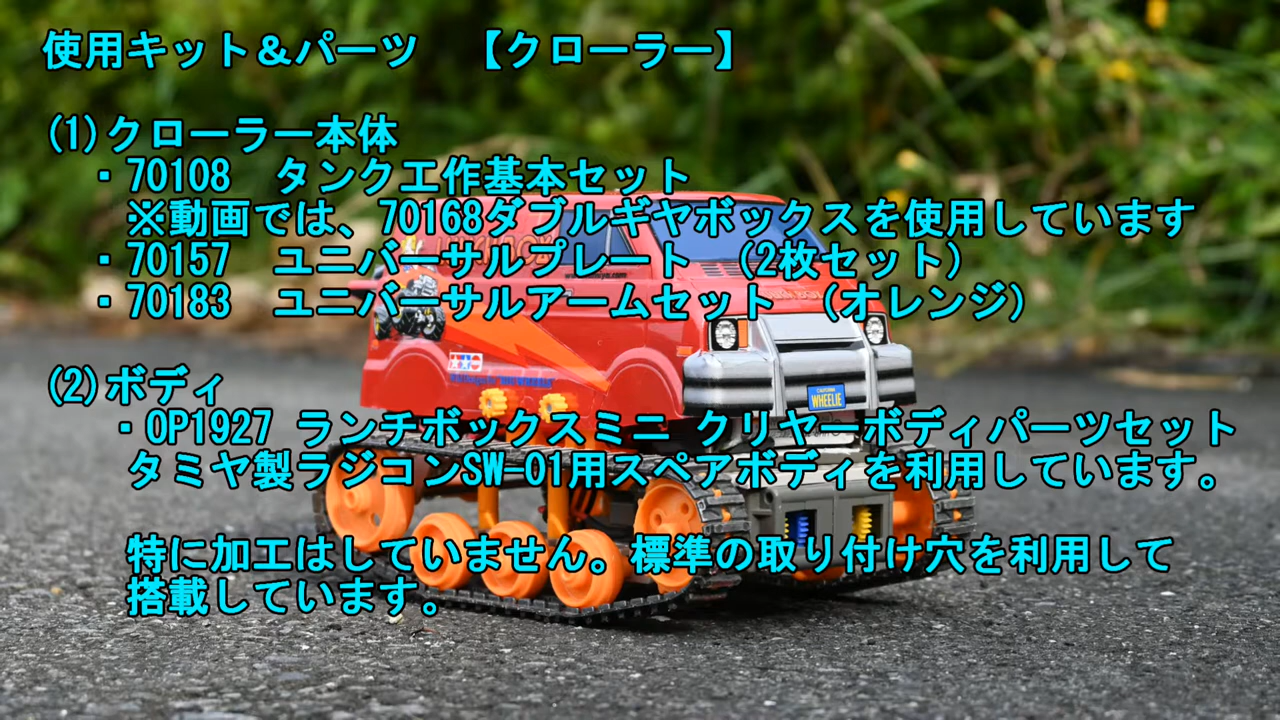 使用キット＆パーツ　【クローラー】
(1)クローラー本体
・70108　タンク工作基本セット
※動画では、70168ダブルギヤボックスを使用しています
・70157　ユニバーサルプレート　（2枚セット）
・70183　ユニバーサルアームセット　（オレンジ）
(2)ボディ
・OP1927 ランチボックスミニ クリヤーボディパーツセット
タミヤ製ラジコンSW-01用スペアボディを利用しています。
特に加工はしていません。標準の取り付け穴を利用して
搭載しています。
WHEELIE